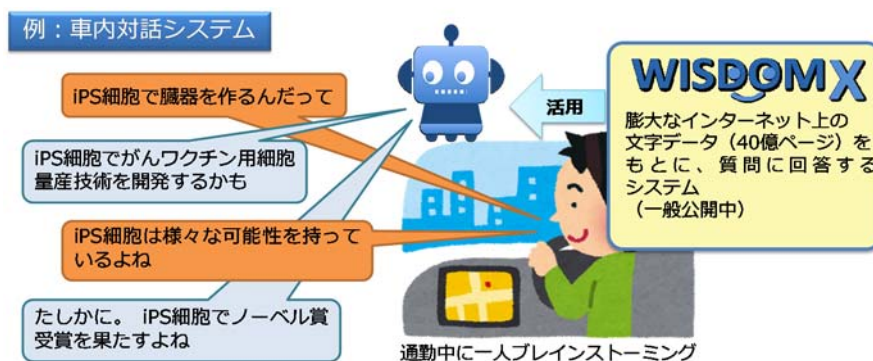 例：車内対話システム
iPS細胞で臓器を作るんだって
iPS細胞でがんワクチン用細胞
量産技術を開発するかも
iPS細胞は様々な可能性を持って
いるよね
たしかに。 iPS細胞でノーベル賞
受賞を果たすよね
活用
WISDOM X
膨大なインターネット上の
文字データ（40億ページ）を
もとに、質問に回答する
システム
（一般公開中）
通勤中に一人ブレインストーミング